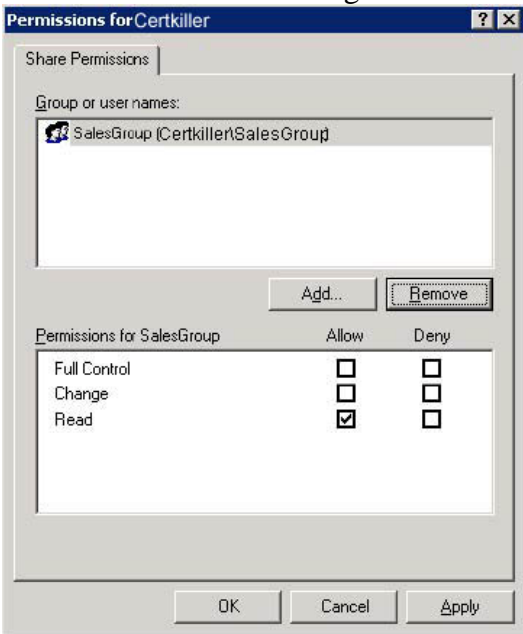 Permissions for Certkiller
Share Permissions
Group or user names:
SalesGroup (Certkiller\SalesGroup)
Add... Remove
Permissions for SalesGroup Allow Deny
Full Control
Change
Read
OK Cancel Apply